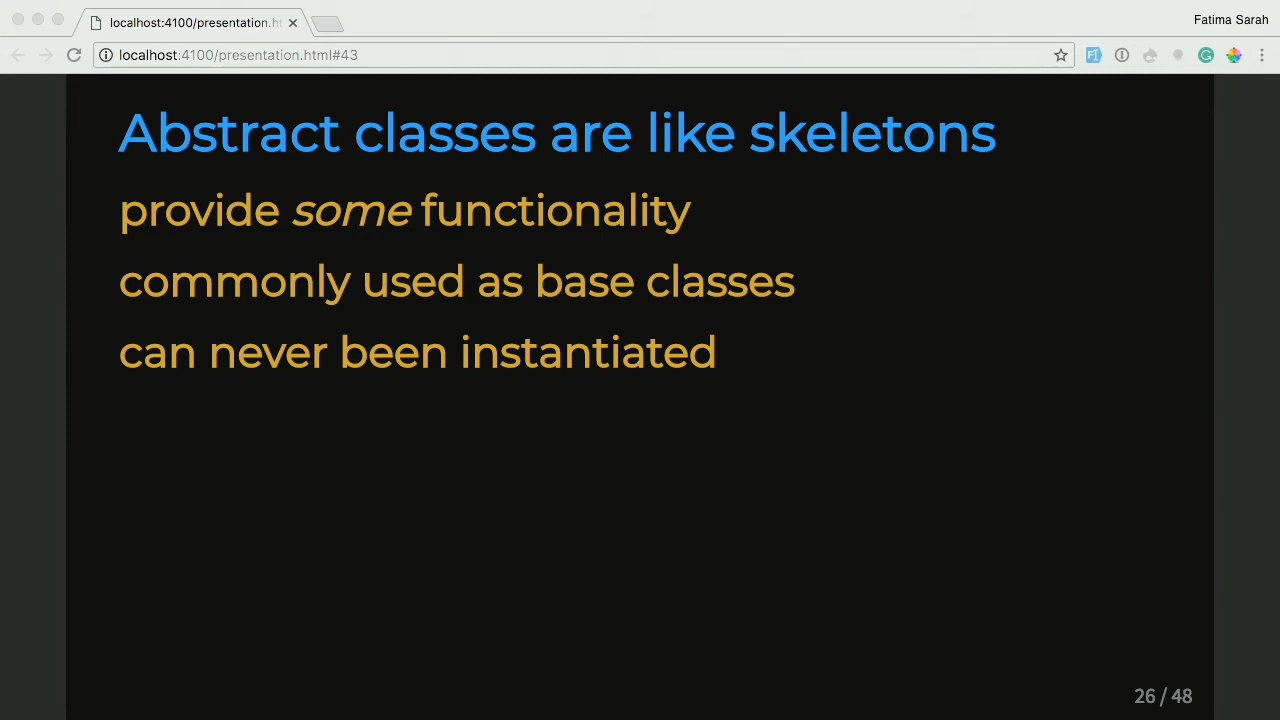 localhost:4100/presentation.ht
Fatima Sarah
localhost:4100/presentation.html#43
Abstract classes are like skeletons
provide some functionality
commonly used as base classes
can never been instantiated
26 / 48